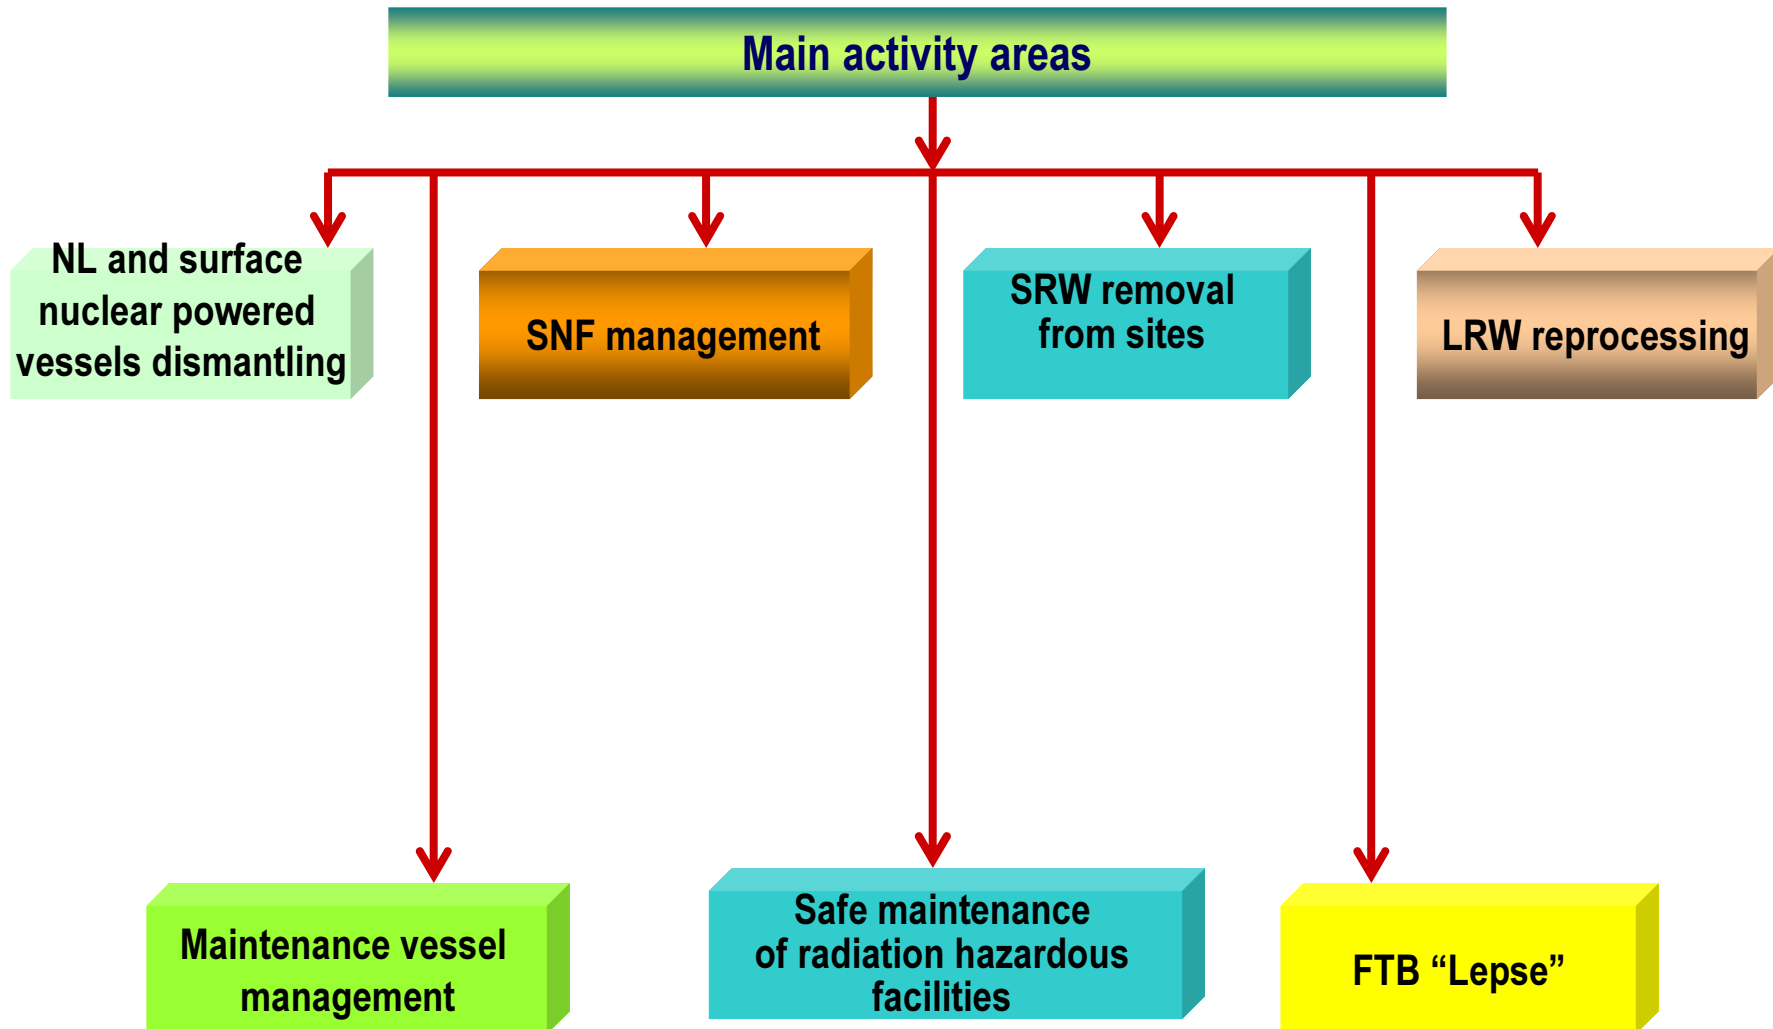 Main activity areas
NL and surface
nuclear powered
vessels dismantling
SNF management
SRW removal
from sites
LRW reprocessing
Maintenance vessel
management
Safe maintenance
of radiation hazardous
facilities
FTB “Lepse”